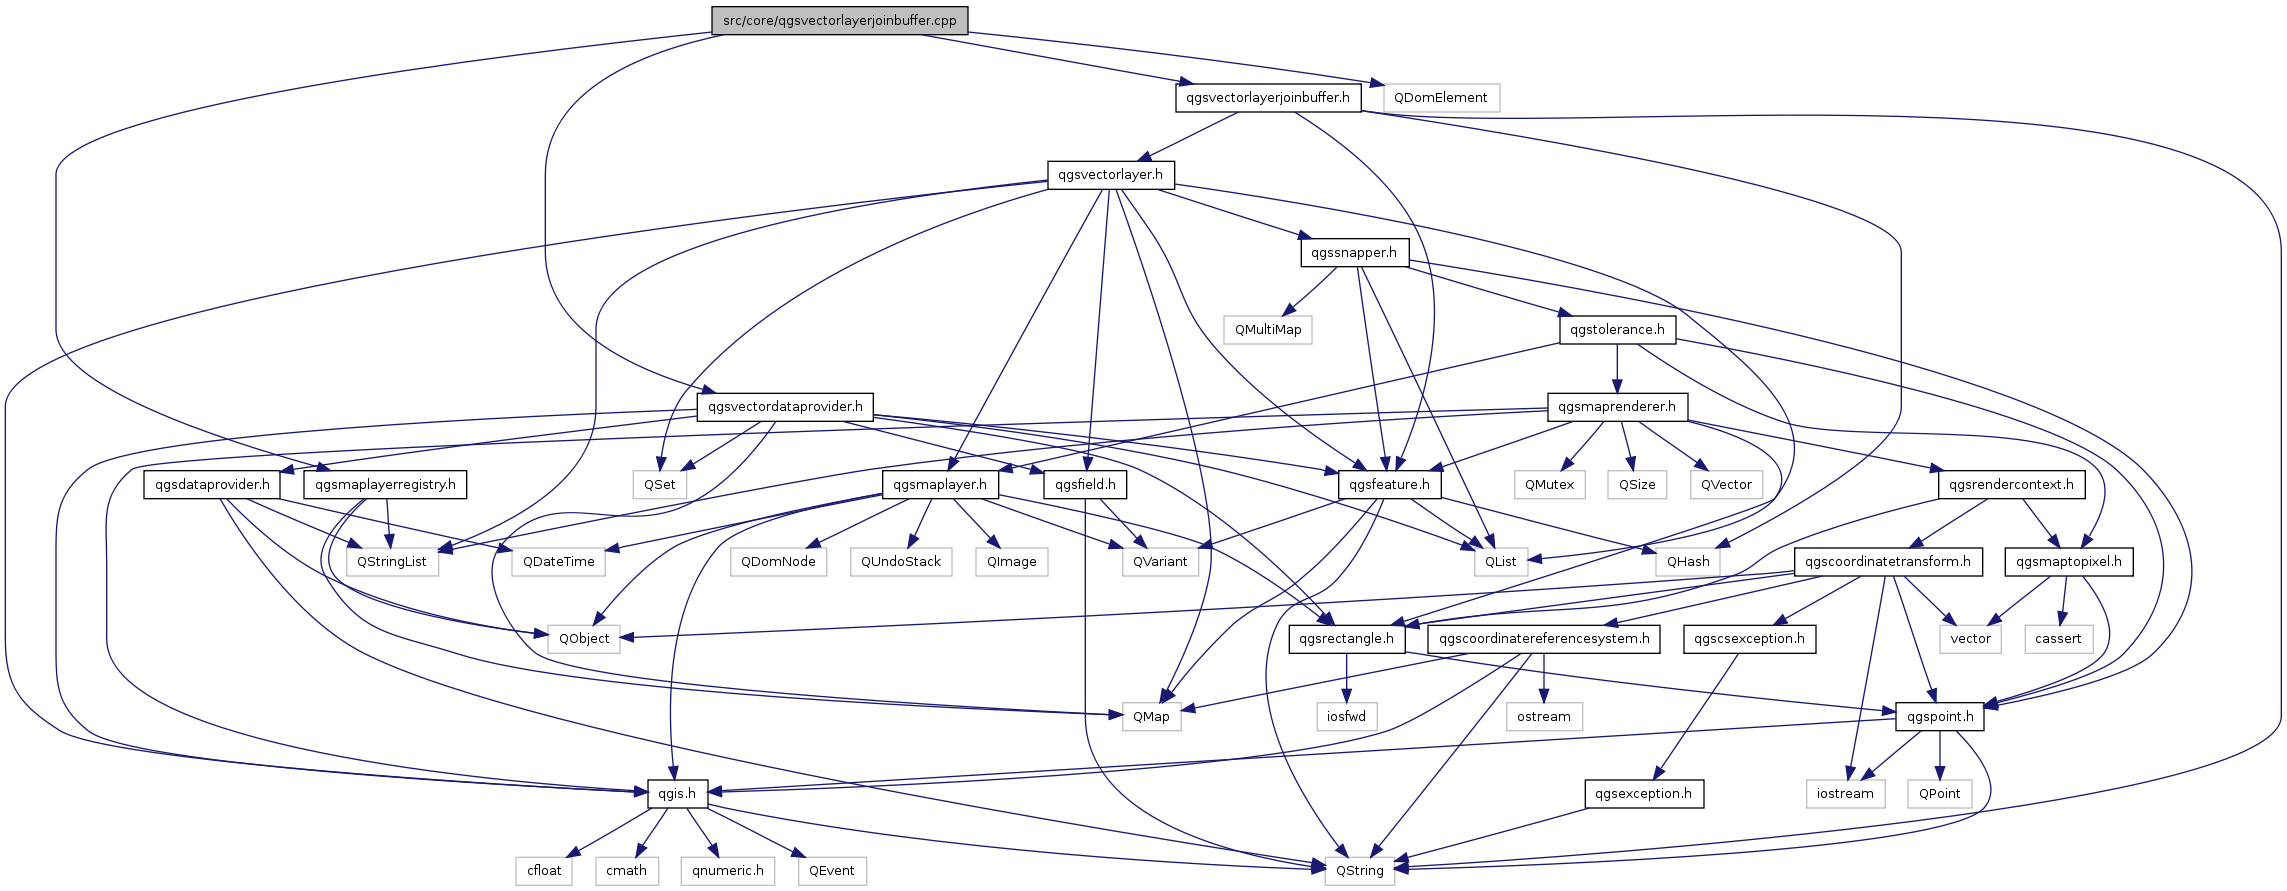 src/core/qgsvectorlayerjoinbuffer.cpp
qgsvectorlayerjoinbuffer.h
QDomElement
qgsvectorlayer.h
qgssnapper.h
QMultiMap
qgstolerance.h
qgsvectordataprovider.h
qgsmaprenderer.h
qgsdataprovider.h
qgsmaplayerregistry.h
QSet
qgsmaplayer.h
qgsfield.h
qgsfeature.h
QMutex
QSize
QVector
qgsrendercontext.h
QStringList
QDateTime
QDomNode
QUndoStack
QImage
QVariant
QList
QHash
qgscoordinatetransform.h
qgsmaptopixel.h
QObject
qgsrectangle.h
qgscoordinatereferencesystem.h
qgscsexception.h
vector
cassert
QMap
iosfwd
ostream
qgspoint.h
qgis.h
qgsexception.h
iostream
QPoint
cfloat
cmath
qnumeric.h
QEvent
QString